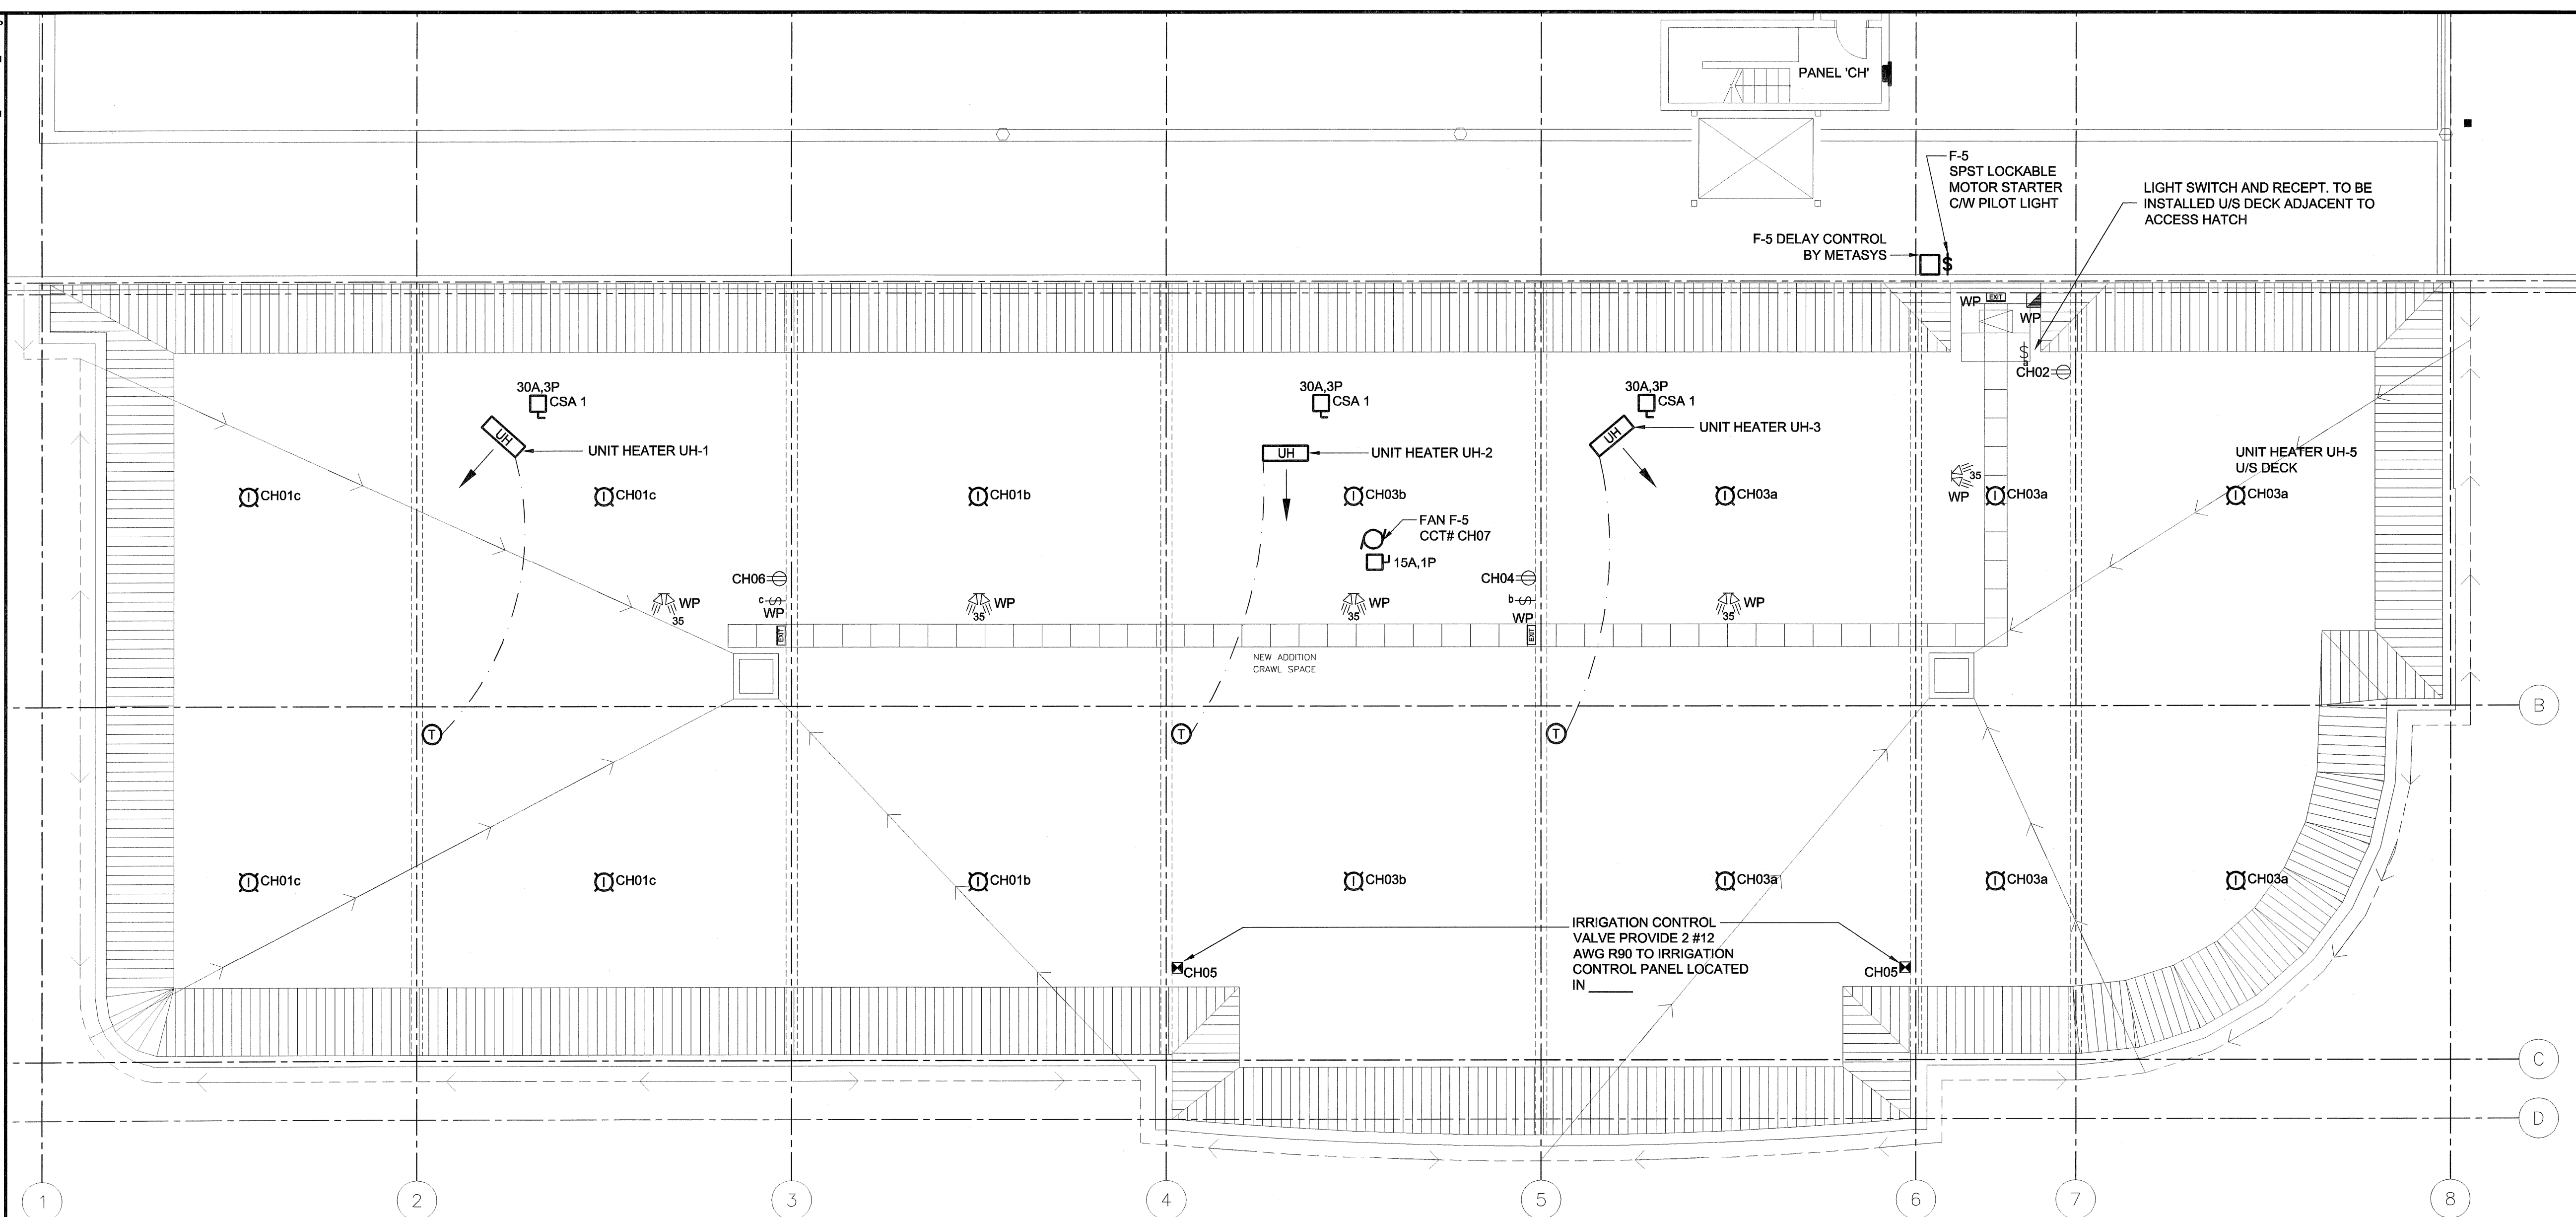 PANEL 'CH'
F-5
SPST LOCKABLE
MOTOR STARTER
C/W PILOT LIGHT
LIGHT SWITCH AND RECEPT. TO BE
INSTALLED U/S DECK ADJACENT TO
ACCESS HATCH
F-5 DELAY CONTROL
BY METASYS
S
WP
EXIT
WP
S
a
CH02
30A,3P
CSA 1
30A,3P
CSA 1
30A,3P
CSA 1
UH
UNIT HEATER UH-1
UH
UNIT HEATER UH-2
UH
UNIT HEATER UH-3
UNIT HEATER UH-5
U/S DECK
35
WP
CH01c
CH01c
CH01b
CH03b
CH03a
CH03a
CH03a
FAN F-5
CCT# CH07
15A,1P
CH06
c S
WP
EXIT
CH04
b S
WP
EXIT
WP
35
WP
35
WP
35
WP
35
NEW ADDITION
CRAWL SPACE
T
T
T
B
CH01c
CH01c
CH01b
CH03b
CH03a
CH03a
CH03a
IRRIGATION CONTROL
VALVE PROVIDE 2 #12
AWG R90 TO IRRIGATION
CONTROL PANEL LOCATED
IN _____
CH05
CH05
C
D
1
2
3
4
5
6
7
8